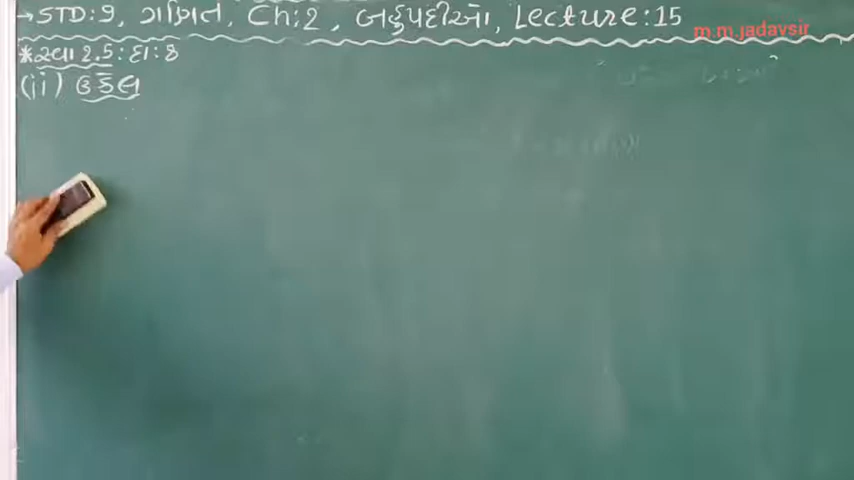 →STD:9, ગણિત, Ch:2, બહુપદીઓ, Lecture:15
m.m.jadavsir
*સ્વા 2.5: દા: 8
(ii) ઉકેલ